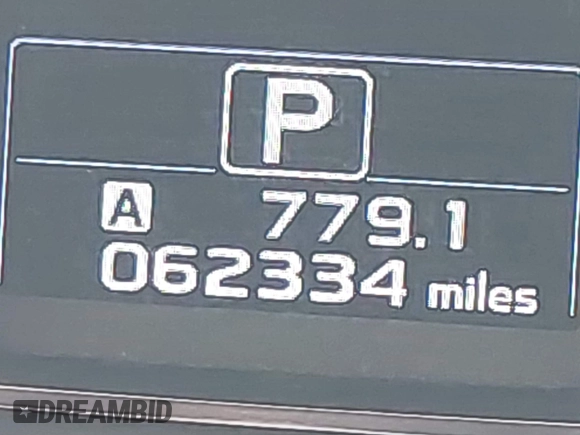 P
A 779.1
062334 miles
DREAMBID